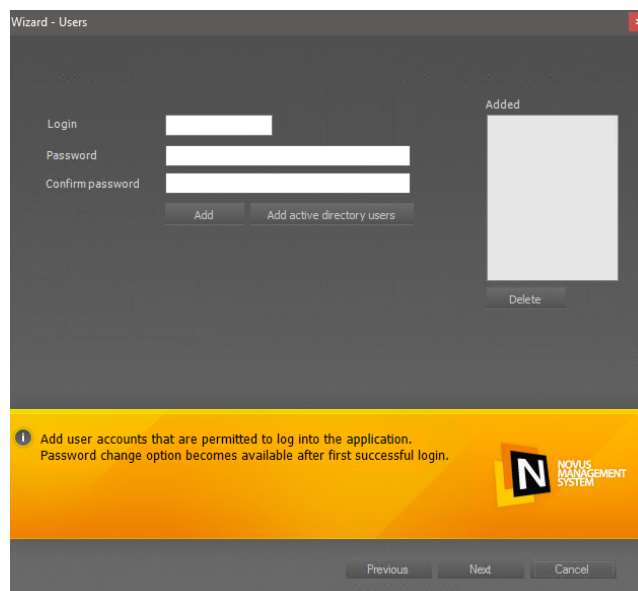 Wizard - Users
Added
Login
Password
Confirm password
Add
Add active directory users
Delete
Add user accounts that are permitted to log into the application.
Password change option becomes available after first successful login.
N
NOVUS
MANAGEMENT
SYSTEM
Previous
Next
Cancel